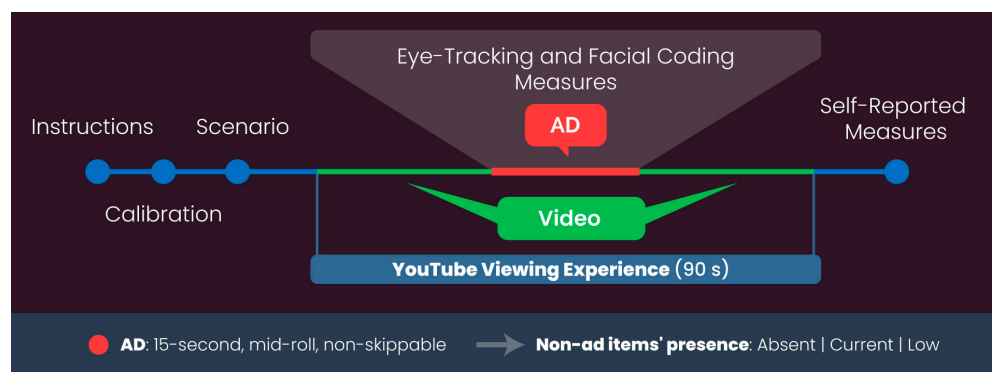 Eye-Tracking and Facial Coding
Measures
AD
Self-Reported
Measures
Instructions
Scenario
Calibration
Video
YouTube Viewing Experience (90 s)
AD: 15-second, mid-roll, non-skippable
Non-ad items' presence: Absent | Current | Low